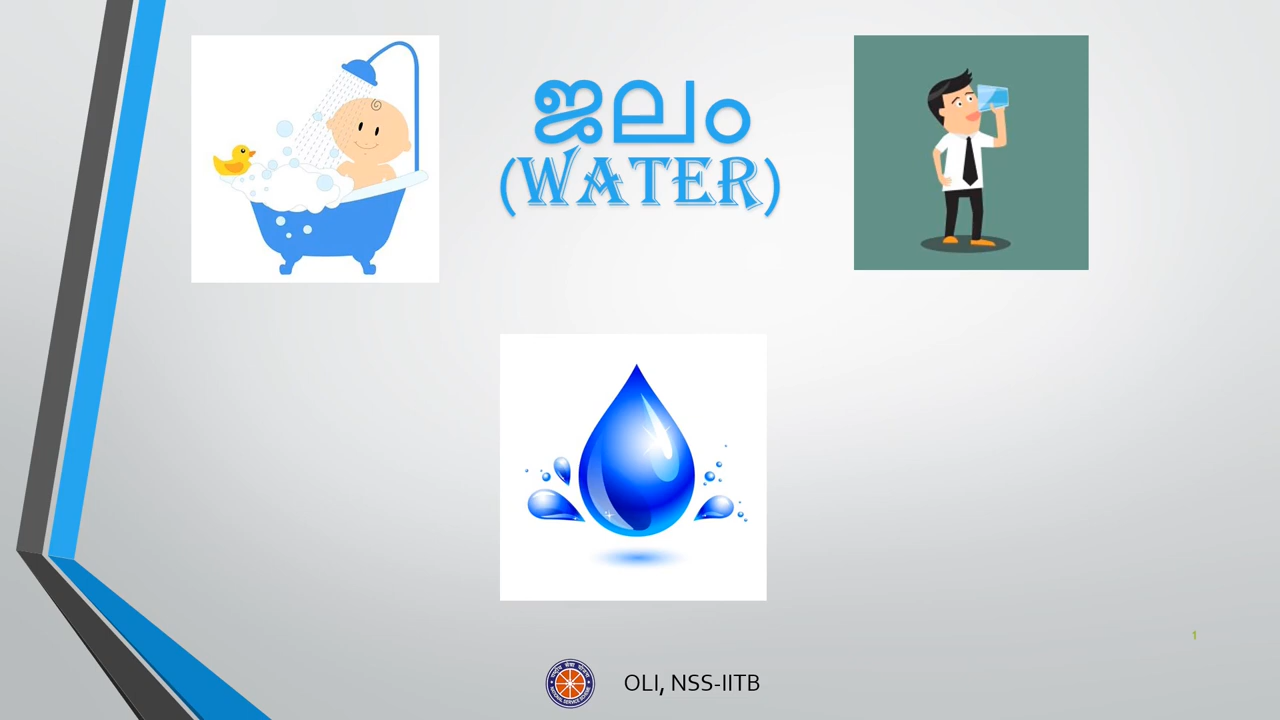 ജലം
(WATER)
1
OLI, NSS-IITB